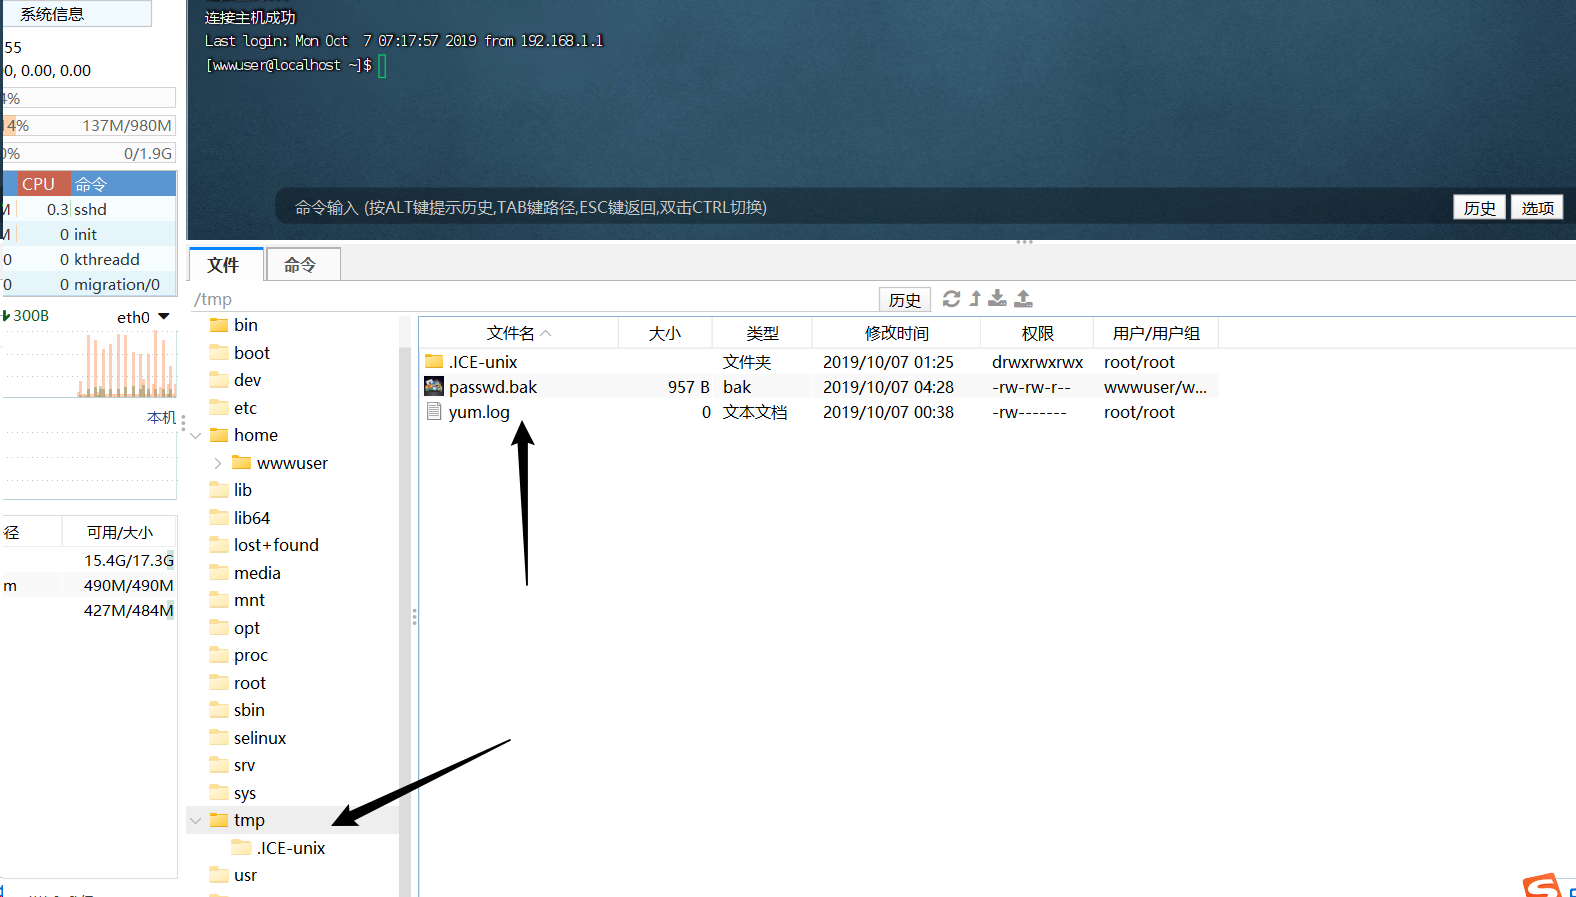 系统信息
55
0, 0.00, 0.00
4%
14% 137M/980M
0% 0/1.9G
CPU 命令
M 0.3 sshd
M 0 init
0 0 kthreadd
0 0 migration/0
300B eth0
本机
径 可用/大小
15.4G/17.3G
m 490M/490M
427M/484M
连接主机成功
Last login: Mon Oct  7 07:17:57 2019 from 192.168.1.1
[wwwuser@localhost ~]$
命令输入 (按ALT键提示历史,TAB键路径,ESC键返回,双击CTRL切换)
历史 选项
文件 命令
/tmp 历史
bin
boot
dev
etc
home
wwwuser
lib
lib64
lost+found
media
mnt
opt
proc
root
sbin
selinux
srv
sys
tmp
.ICE-unix
usr
文件名 大小 类型 修改时间 权限 用户/用户组
.ICE-unix 文件夹 2019/10/07 01:25 drwxrwxrwx root/root
passwd.bak 957 B bak 2019/10/07 04:28 -rw-rw-r-- wwwuser/w...
yum.log 0 文本文档 2019/10/07 00:38 -rw------- root/root